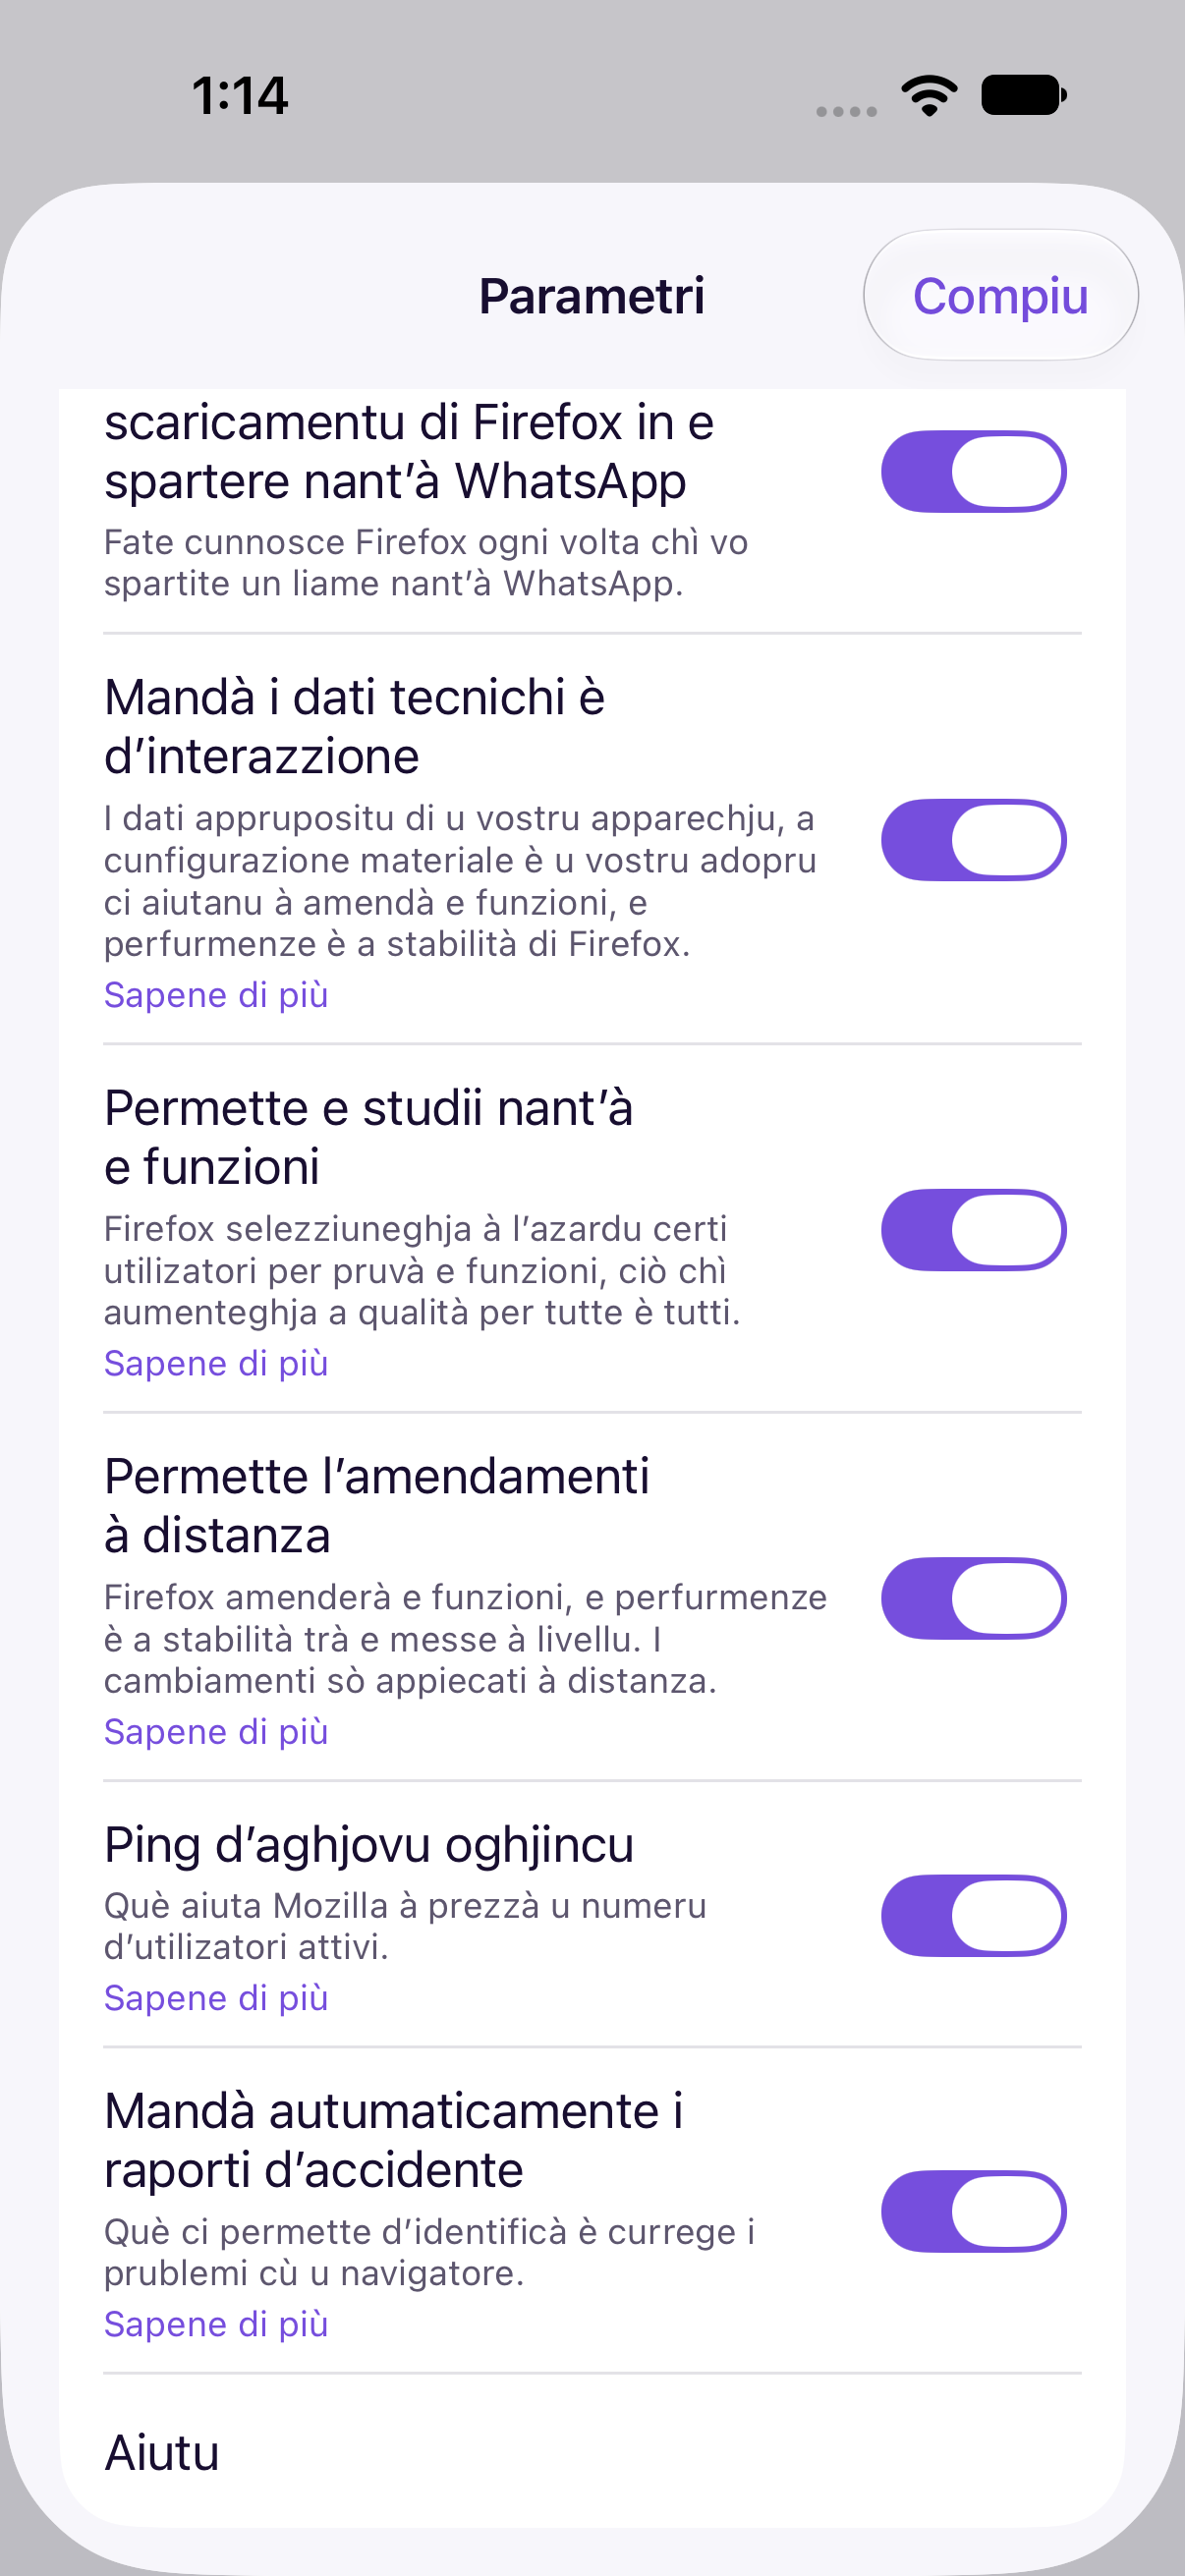 1:14
Parametri
Compiu
scaricamentu di Firefox in e
spartere nant’à WhatsApp
Fate cunnosce Firefox ogni volta chì vo
spartite un liame nant’à WhatsApp.
Mandà i dati tecnichi è
d’interazzione
I dati appruposítu di u vostru apparechju, a
cunfigurazione materiale è u vostru adopru
ci aiutanu à amendà e funzioni, e
perfurmenze è a stabilità di Firefox.
Sapene di più
Permette e studii nant’à
e funzioni
Firefox selezziuneghja à l’azardu certi
utilizatori per pruvà e funzioni, ciò chì
aumenteghja a qualità per tutte è tutti.
Sapene di più
Permette l’amendamenti
à distanza
Firefox amenderà e funzioni, e perfurmenze
è a stabilità trà e messe à livellu. I
cambiamenti sò appiecati à distanza.
Sapene di più
Ping d’aghjovu oghjincu
Què aiuta Mozilla à prezzà u numeru
d’utilizatori attivi.
Sapene di più
Mandà autumaticamente i
raporti d’accidente
Què ci permette d’identificà è currege i
prublemi cù u navigatore.
Sapene di più
Aiutu